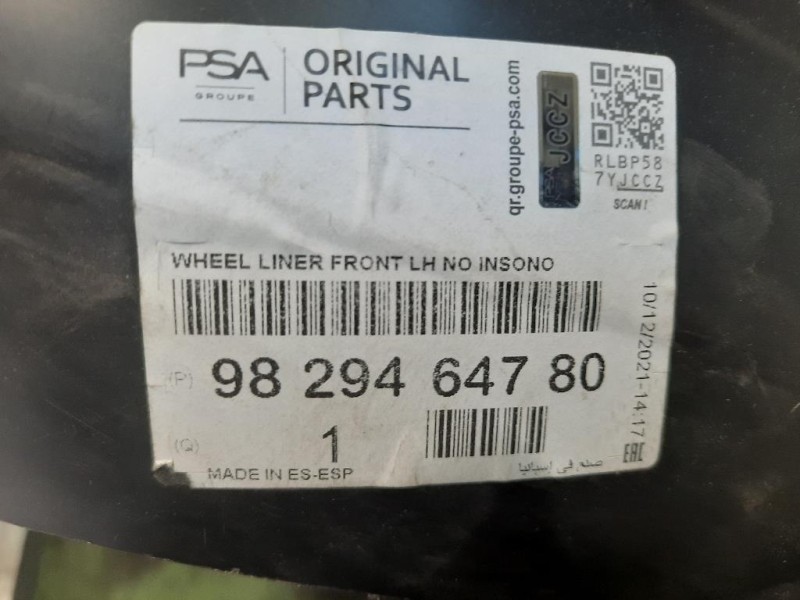 PSA
GROUPE
ORIGINAL
PARTS
qr.groupe-psa.com
PSA JCCZ
RLBP58
7YJCCZ
SCAN!
WHEEL LINER FRONT LH NO INSONO
(P) 98 294 647 80
(Q) 1
MADE IN ES-ESP
صنع في إسبانيا
10/12/2021-14:17
EAC